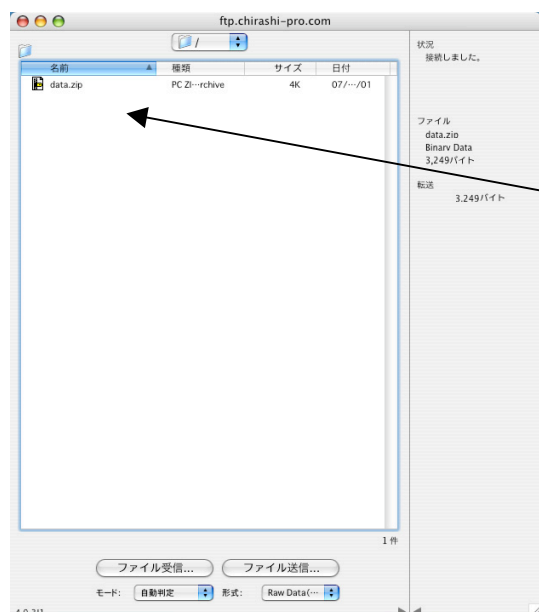 ftp.chirashi-pro.com
/
名前 種類 サイズ 日付
data.zip PC ZI…rchive 4K 07/…/01
1 件
ファイル受信... ファイル送信...
モード: 自動判定 形式: Raw Data(…
状況
接続しました。
ファイル
data.zip
Binary Data
3,249バイト
転送
3.249バイト